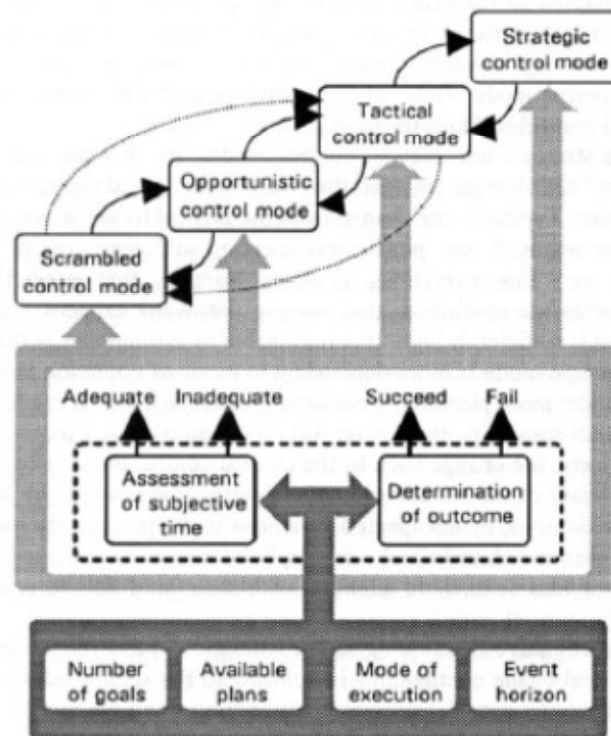 Strategic
control mode
Tactical
control mode
Opportunistic
control mode
Scrambled
control mode
Adequate Inadequate Succeed Fail
Assessment
of subjective
time
Determination
of outcome
Number
of goals
Available
plans
Mode of
execution
Event
horizon